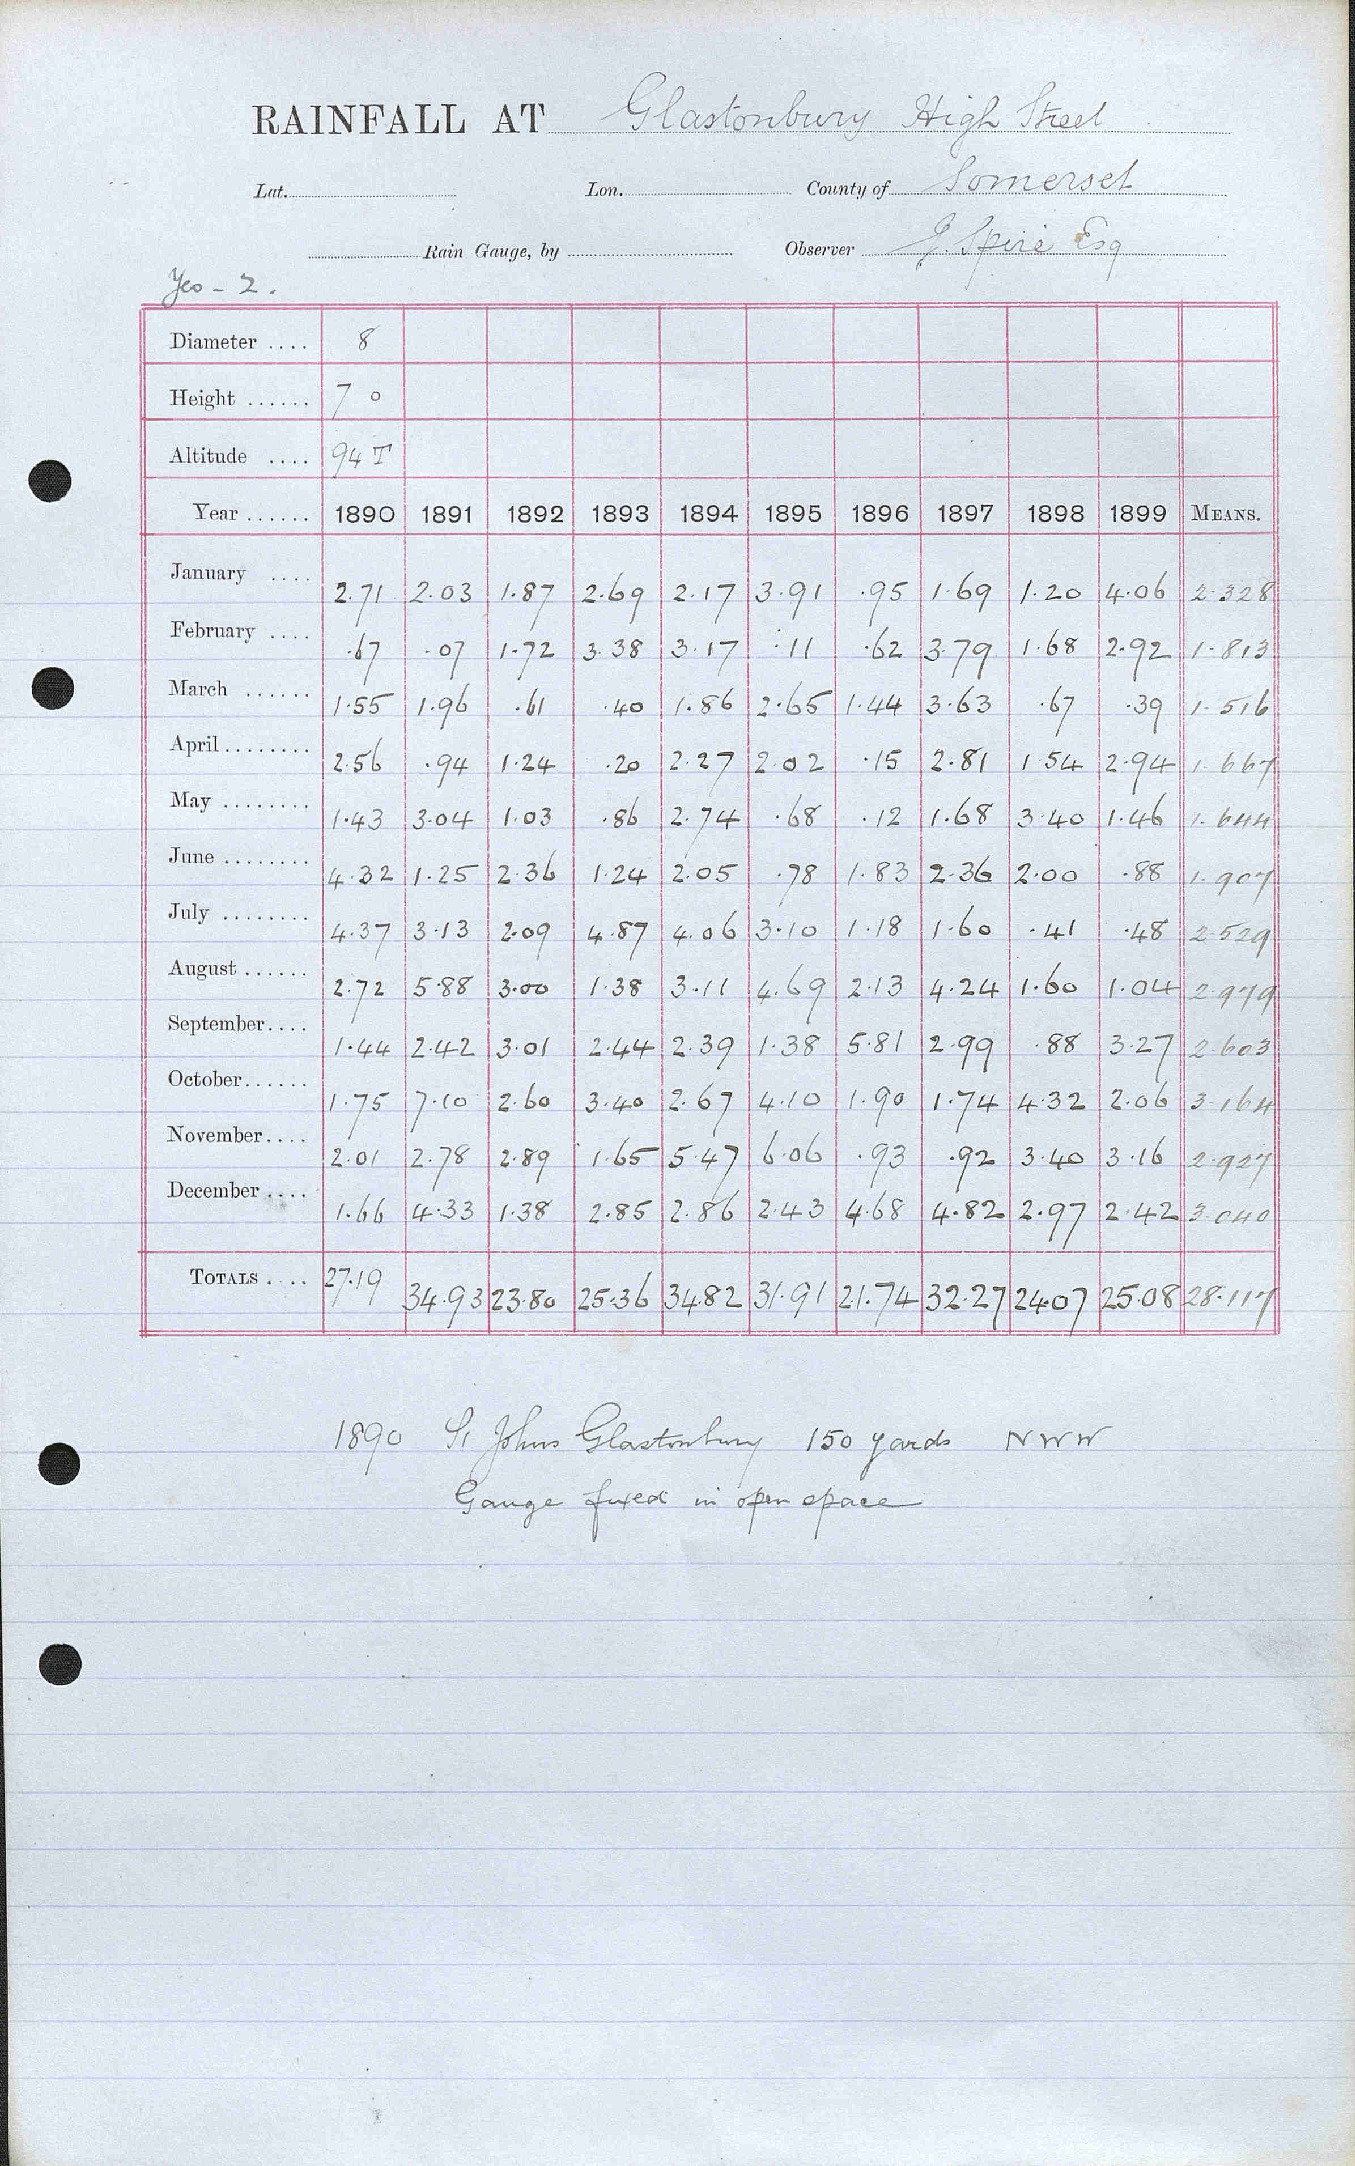 RAINFALL AT Glastonbury High Street
Lat. Lon. County of Somerset
Rain Gauge, by Observer J. Spire Esq
Yeo - 2.
Diameter .... 8
Height ...... 7 0
Altitude .... 94 T
Year ...... 1890 1891 1892 1893 1894 1895 1896 1897 1898 1899 MEANS.
January .... 2.71 2.03 1.87 2.69 2.17 3.91 .95 1.69 1.20 4.06 2.328
February .... .67 .07 1.72 3.38 3.17 .11 .62 3.79 1.68 2.92 1.813
March ...... 1.55 1.96 .61 .40 1.86 2.65 1.44 3.63 .67 .39 1.516
April ........ 2.56 .94 1.24 .20 2.27 2.02 .15 2.81 1.54 2.94 1.667
May ........ 1.43 3.04 1.03 .86 2.74 .68 .12 1.68 3.40 1.46 1.644
June ........ 4.32 1.25 2.36 1.24 2.05 .78 1.83 2.36 2.00 .88 1.907
July ........ 4.37 3.13 2.09 4.87 4.06 3.10 1.18 1.60 .41 .48 2.529
August ...... 2.72 5.88 3.00 1.38 3.11 4.69 2.13 4.24 1.60 1.04 2.979
September .... 1.44 2.42 3.01 2.44 2.39 1.38 5.81 2.99 .88 3.27 2.603
October ...... 1.75 7.10 2.60 3.40 2.67 4.10 1.90 1.74 4.32 2.06 3.164
November .... 2.01 2.78 2.89 1.65 5.47 6.06 .93 .92 3.40 3.16 2.927
December .... 1.66 4.33 1.38 2.85 2.86 2.43 4.68 4.82 2.97 2.42 3.040
TOTALS .... 27.19 34.93 23.80 25.36 34.82 31.91 21.74 32.27 24.07 25.08 28.117
1890 St Johns Glastonbury 150 yards NWW
Gauge fixed in open space